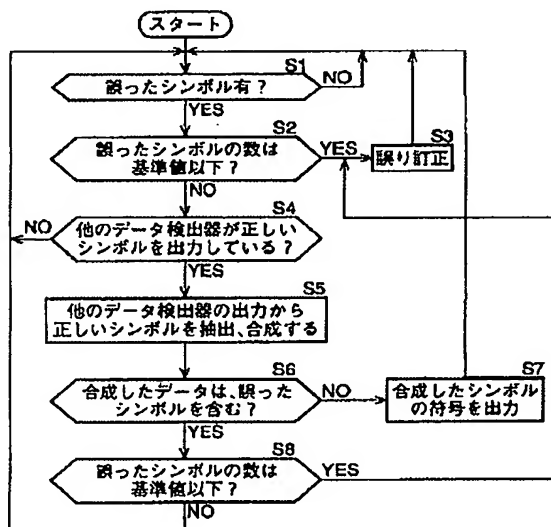 スタート
S1
誤ったシンボル有？
NO
YES
S2
誤ったシンボルの数は
基準値以下？
YES
S3
誤り訂正
NO
S4
NO
他のデータ検出器が正しい
シンボルを出力している？
YES
S5
他のデータ検出器の出力から
正しいシンボルを抽出、合成する
S6
合成したデータは、誤った
シンボルを含む？
NO
S7
合成したシンボル
の符号を出力
YES
S8
誤ったシンボルの数は
基準値以下？
YES
NO